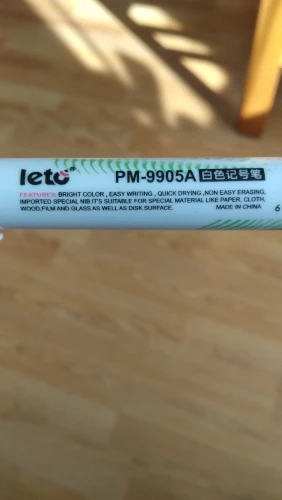 leto PM-9905A 白色记号笔
FEATURES: BRIGHT COLOR , EASY WRITING , QUICK DRYING ,NON EASY ERASING,
IMPORTED SPECIAL NIB.IT'S SUITABLE FOR SPECIAL MATERIAL LIKE PAPER, CLOTH,
WOOD,FILM AND GLASS AS WELL AS DISK SURFACE. MADE IN CHINA
6